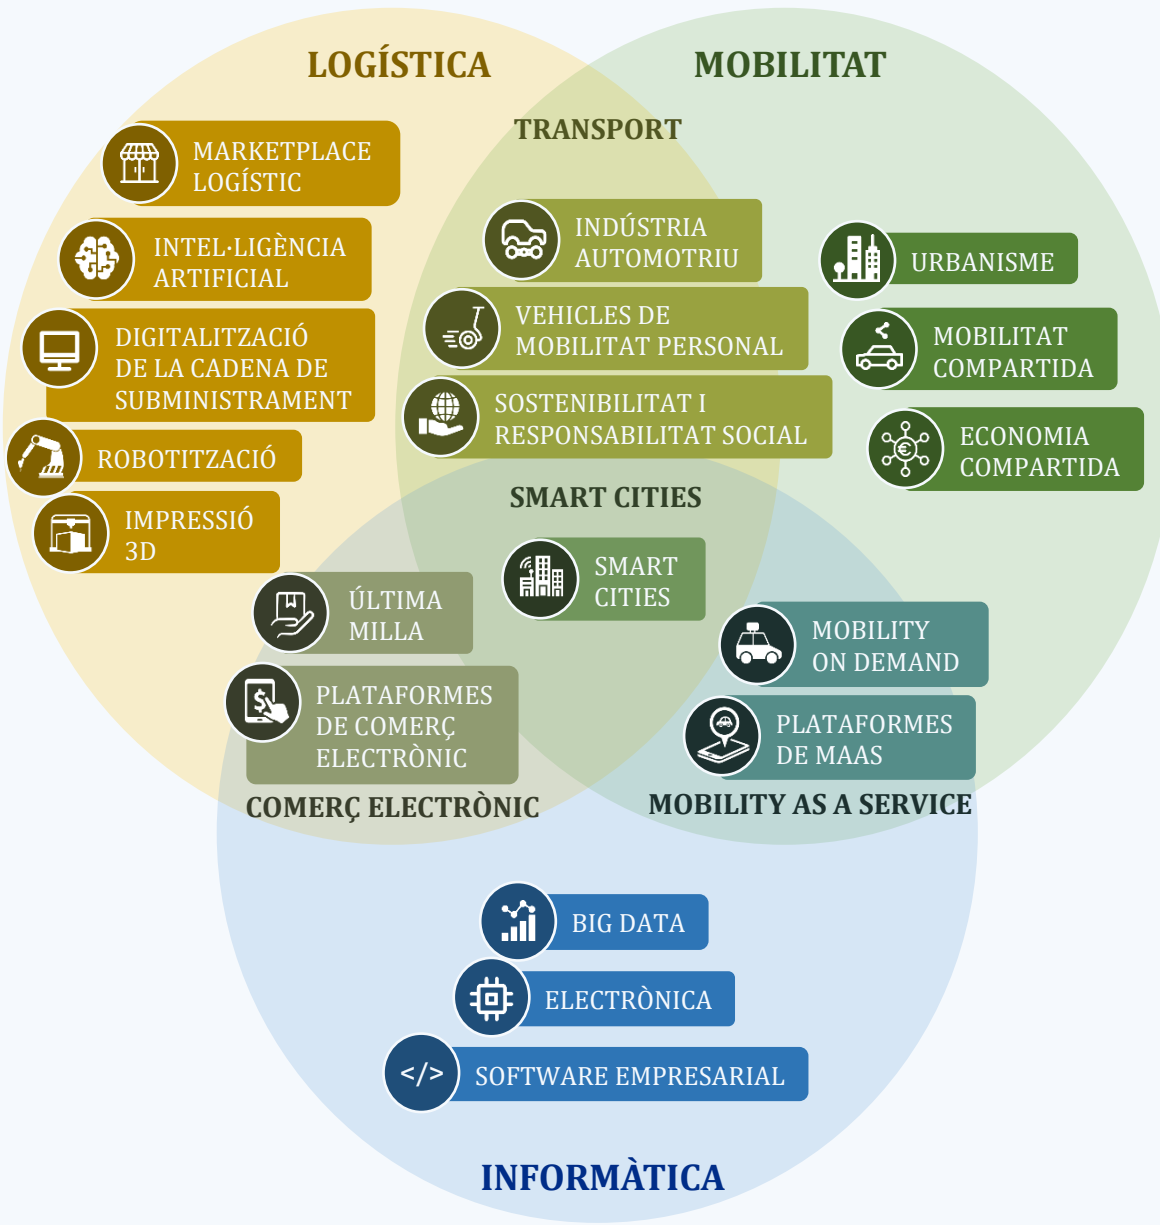 LOGÍSTICA
MOBILITAT
TRANSPORT
MARKETPLACE
LOGÍSTIC
INTEL·LIGÈNCIA
ARTIFICIAL
DIGITALITZACIÓ
DE LA CADENA DE
SUBMINISTRAMENT
ROBOTITZACIÓ
IMPRESSIÓ
3D
INDÚSTRIA
AUTOMOTRIU
VEHICLES DE
MOBILITAT PERSONAL
SOSTENIBILITAT I
RESPONSABILITAT SOCIAL
URBANISME
MOBILITAT
COMPARTIDA
€
ECONOMIA
COMPARTIDA
SMART CITIES
SMART
CITIES
ÚLTIMA
MILLA
$
PLATAFORMES
DE COMERÇ
ELECTRÒNIC
COMERÇ ELECTRÒNIC
MOBILITY
ON DEMAND
PLATAFORMES
DE MAAS
MOBILITY AS A SERVICE
BIG DATA
ELECTRÒNICA
</>
SOFTWARE EMPRESARIAL
INFORMÀTICA